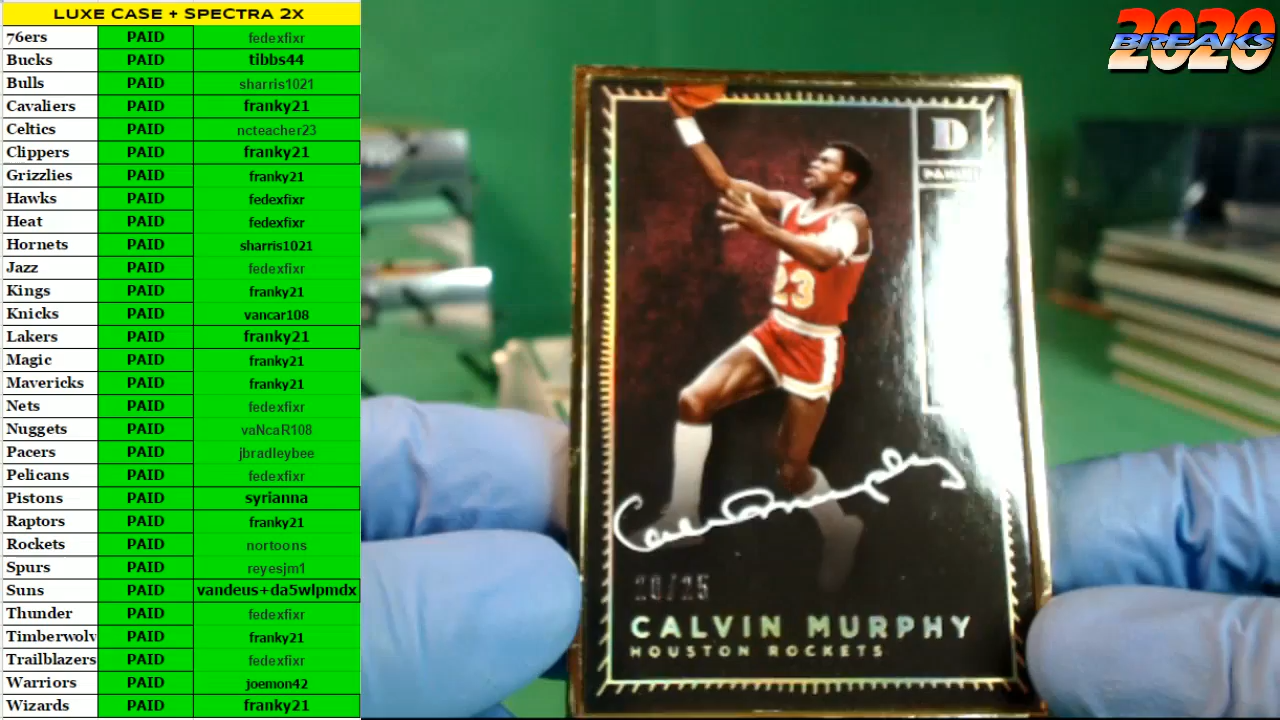 LUXE CASE + SPECTRA 2X
76ers PAID fedexfixr
Bucks PAID tibbs44
Bulls PAID sharris1021
Cavaliers PAID franky21
Celtics PAID ncteacher23
Clippers PAID franky21
Grizzlies PAID franky21
Hawks PAID fedexfixr
Heat PAID fedexfixr
Hornets PAID sharris1021
Jazz PAID fedexfixr
Kings PAID franky21
Knicks PAID vancar108
Lakers PAID franky21
Magic PAID franky21
Mavericks PAID franky21
Nets PAID fedexfixr
Nuggets PAID vaNcaR108
Pacers PAID jbradleybee
Pelicans PAID fedexfixr
Pistons PAID syrianna
Raptors PAID franky21
Rockets PAID nortoons
Spurs PAID reyesjm1
Suns PAID vandeus+da5wlpmdx
Thunder PAID fedexfixr
Timberwolv PAID franky21
Trailblazers PAID fedexfixr
Warriors PAID joemon42
Wizards PAID franky21
2020
BREAKS
D
PANINI
23
Calvin Murphy
20/25
CALVIN MURPHY
HOUSTON ROCKETS